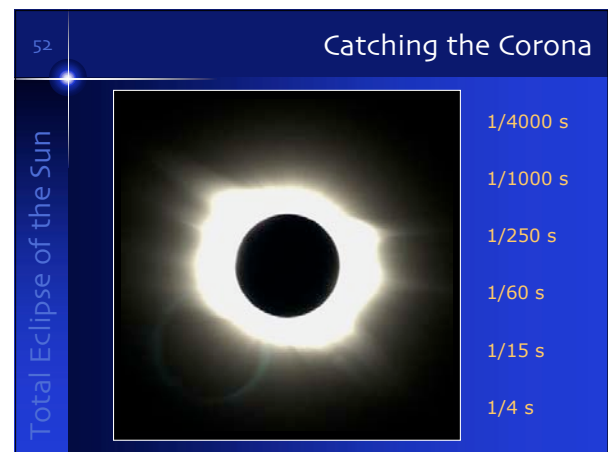 52
Catching the Corona
Total Eclipse of the Sun
1/4000 s
1/1000 s
1/250 s
1/60 s
1/15 s
1/4 s